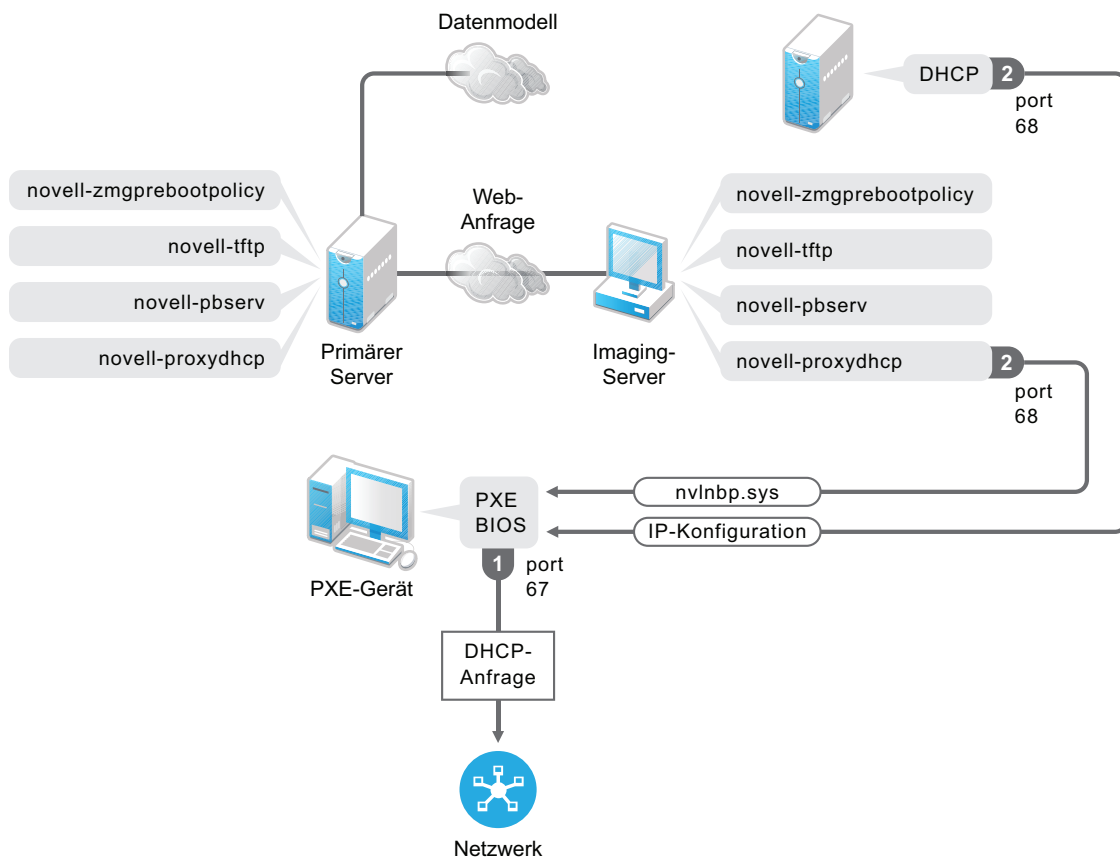 Datenmodell
DHCP
2
port
68
novell-zmgprebootpolicy
novell-tftp
novell-pbserv
novell-proxydhcp
Web-
Anfrage
Primärer
Server
Imaging-
Server
novell-zmgprebootpolicy
novell-tftp
novell-pbserv
novell-proxydhcp
2
port
68
nvlnbp.sys
IP-Konfiguration
PXE
BIOS
PXE-Gerät
1
port
67
DHCP-
Anfrage
Netzwerk